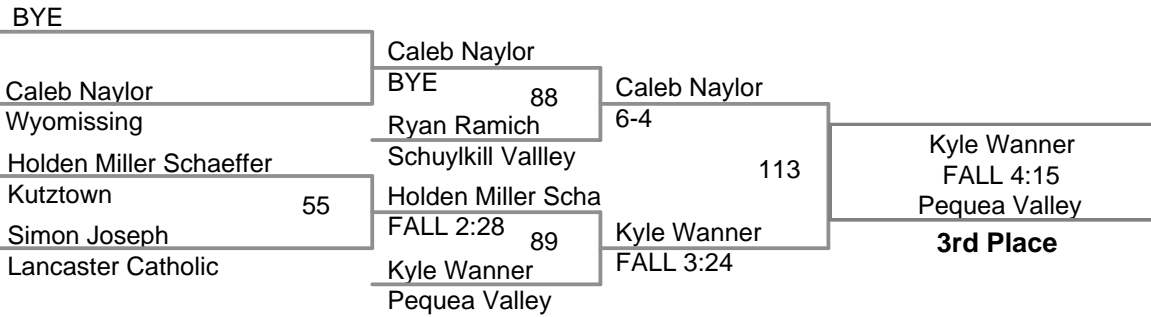 BYE
Caleb Naylor
Wyomissing
Holden Miller Schaeffer
Kutztown
55
Simon Joseph
Lancaster Catholic
Caleb Naylor
BYE
88
Ryan Ramich
Schuylkill Vallley
Holden Miller Scha
FALL 2:28
89
Kyle Wanner
Pequea Valley
Caleb Naylor
6-4
113
Kyle Wanner
FALL 3:24
Kyle Wanner
FALL 4:15
Pequea Valley
3rd Place